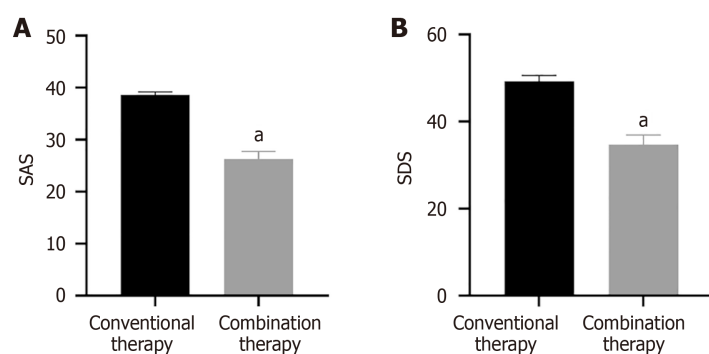 A
50
40
30
20
10
0
SAS
a
Conventional
therapy
Combination
therapy
B
60
40
20
0
SDS
a
Conventional
therapy
Combination
therapy